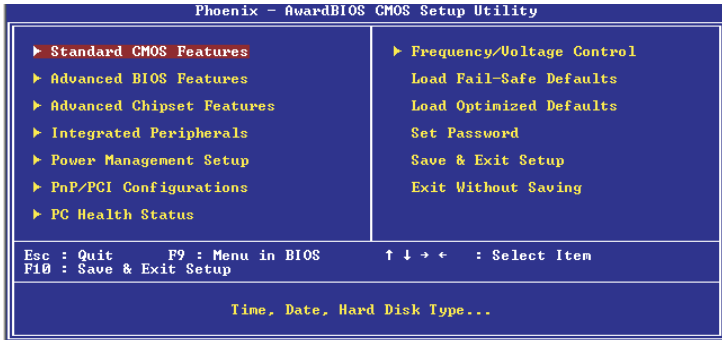 Phoenix - AwardBIOS CMOS Setup Utility
▶ Standard CMOS Features
▶ Advanced BIOS Features
▶ Advanced Chipset Features
▶ Integrated Peripherals
▶ Power Management Setup
▶ PnP/PCI Configurations
▶ PC Health Status
▶ Frequency/Voltage Control
Load Fail-Safe Defaults
Load Optimized Defaults
Set Password
Save & Exit Setup
Exit Without Saving
Esc : Quit F9 : Menu in BIOS ↑ ↓ → ← : Select Item
F10 : Save & Exit Setup
Time, Date, Hard Disk Type...